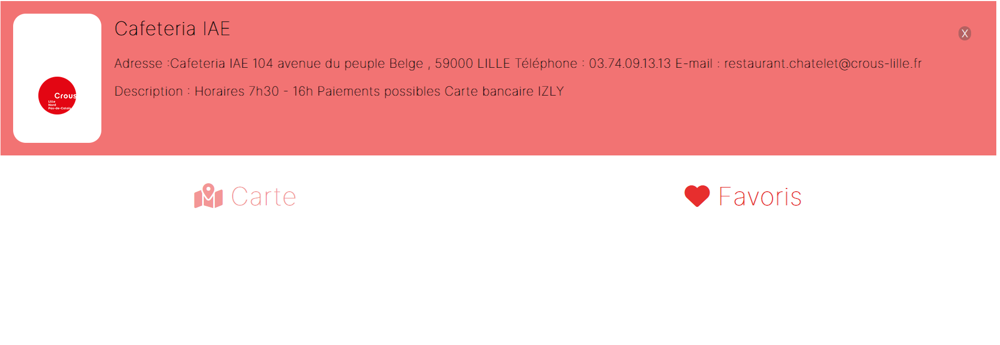 Cafeteria IAE
X
Adresse :Cafeteria IAE 104 avenue du peuple Belge , 59000 LILLE Téléphone : 03.74.09.13.13 E-mail : restaurant.chatelet@crous-lille.fr
Description : Horaires 7h30 - 16h Paiements possibles Carte bancaire IZLY
Crous
Lille
Nord
Pas-de-Calais
Carte
Favoris